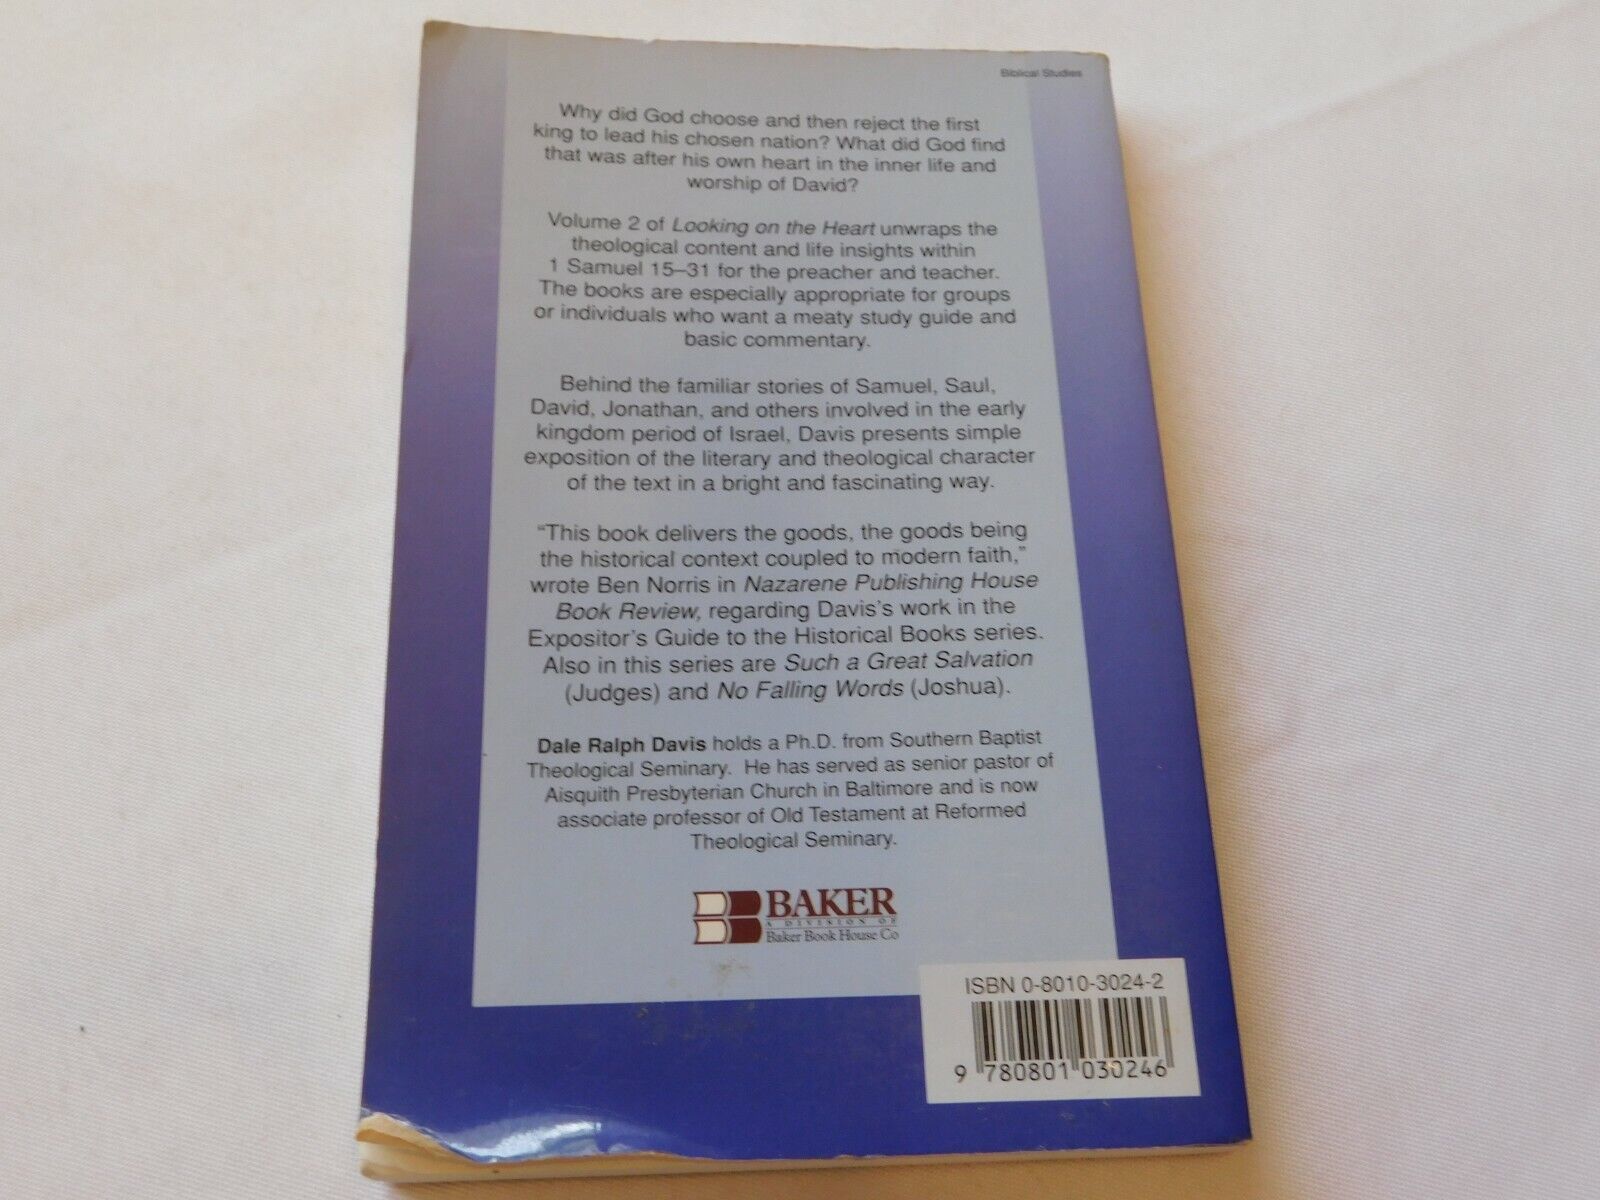 Biblical Studies
Why did God choose and then reject the first
king to lead his chosen nation? What did God find
that was after his own heart in the inner life and
worship of David?
Volume 2 of Looking on the Heart unwraps the
theological content and life insights within
1 Samuel 15–31 for the preacher and teacher.
The books are especially appropriate for groups
or individuals who want a meaty study guide and
basic commentary.
Behind the familiar stories of Samuel, Saul,
David, Jonathan, and others involved in the early
kingdom period of Israel, Davis presents simple
exposition of the literary and theological character
of the text in a bright and fascinating way.
“This book delivers the goods, the goods being
the historical context coupled to modern faith,”
wrote Ben Norris in Nazarene Publishing House
Book Review, regarding Davis’s work in the
Expositor’s Guide to the Historical Books series.
Also in this series are Such a Great Salvation
(Judges) and No Falling Words (Joshua).
Dale Ralph Davis holds a Ph.D. from Southern Baptist
Theological Seminary. He has served as senior pastor of
Aisquith Presbyterian Church in Baltimore and is now
associate professor of Old Testament at Reformed
Theological Seminary.
BAKER
A DIVISION OF
Baker Book House Co
ISBN 0-8010-3024-2
9 780801 030246